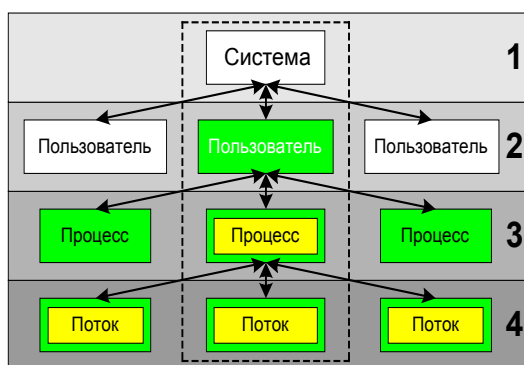 Система 1
Пользователь Пользователь Пользователь 2
Процесс Процесс Процесс 3
Поток Поток Поток 4